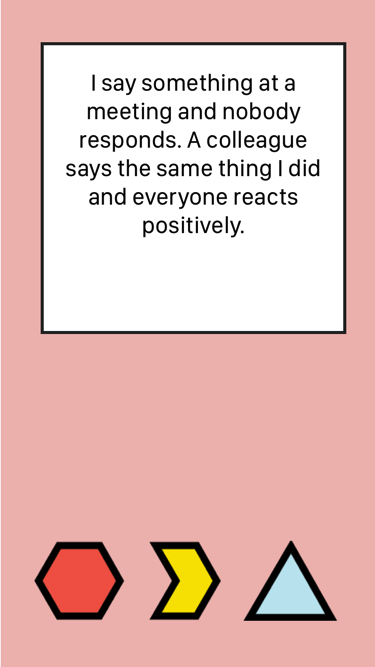 I say something at a
meeting and nobody
responds. A colleague
says the same thing I did
and everyone reacts
positively.